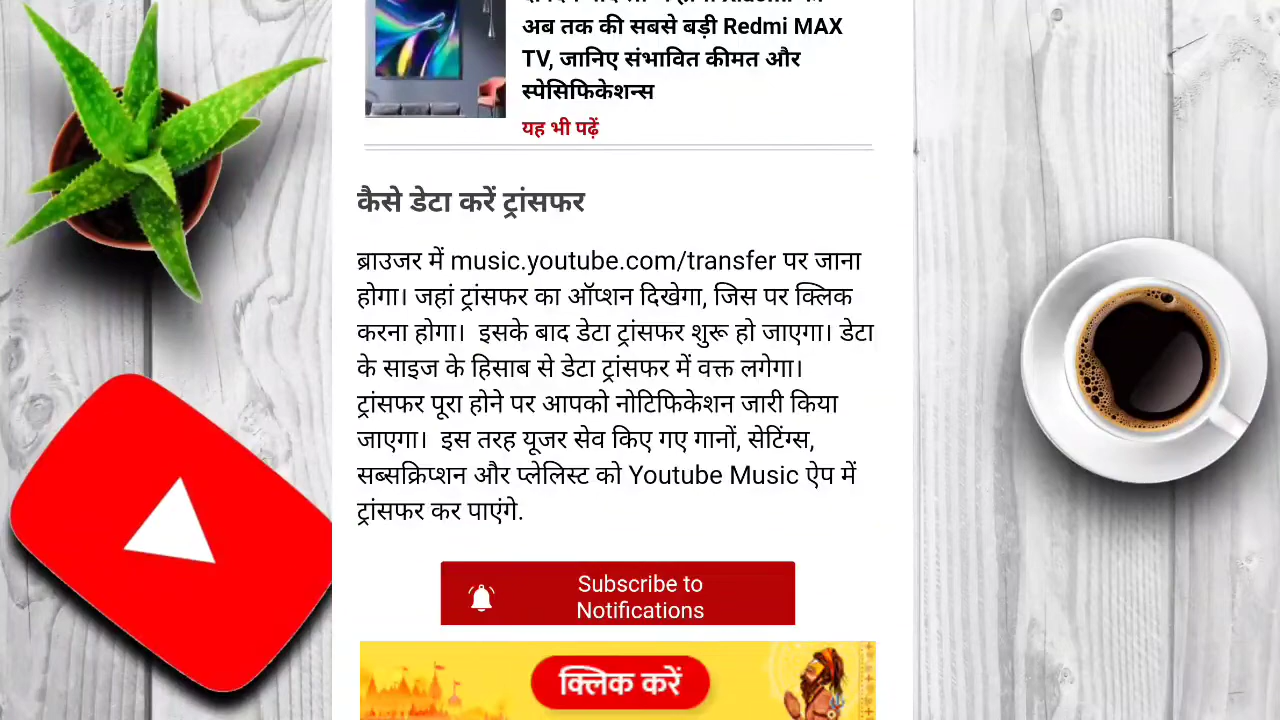 अब तक की सबसे बड़ी Redmi MAX
TV, जानिए संभावित कीमत और
स्पेसिफिकेशन्स
यह भी पढ़ें
कैसे डेटा करें ट्रांसफर
ब्राउजर में music.youtube.com/transfer पर जाना
होगा। जहां ट्रांसफर का ऑप्शन दिखेगा, जिस पर क्लिक
करना होगा। इसके बाद डेटा ट्रांसफर शुरू हो जाएगा। डेटा
के साइज के हिसाब से डेटा ट्रांसफर में वक्त लगेगा।
ट्रांसफर पूरा होने पर आपको नोटिफिकेशन जारी किया
जाएगा। इस तरह यूजर सेव किए गए गानों, सेटिंग्स,
सब्सक्रिप्शन और प्लेलिस्ट को Youtube Music ऐप में
ट्रांसफर कर पाएंगे.
Subscribe to
Notifications
क्लिक करें